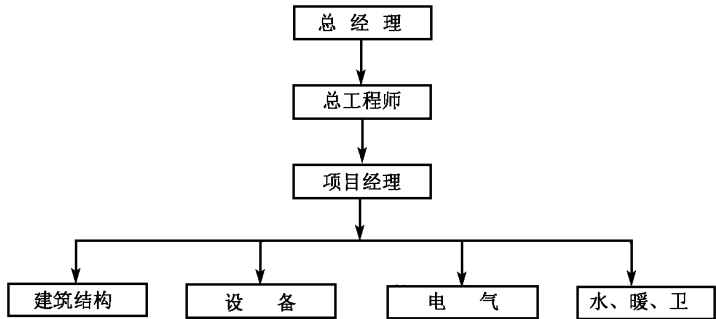 总经理
总工程师
项目经理
建筑结构
设备
电气
水、暖、卫